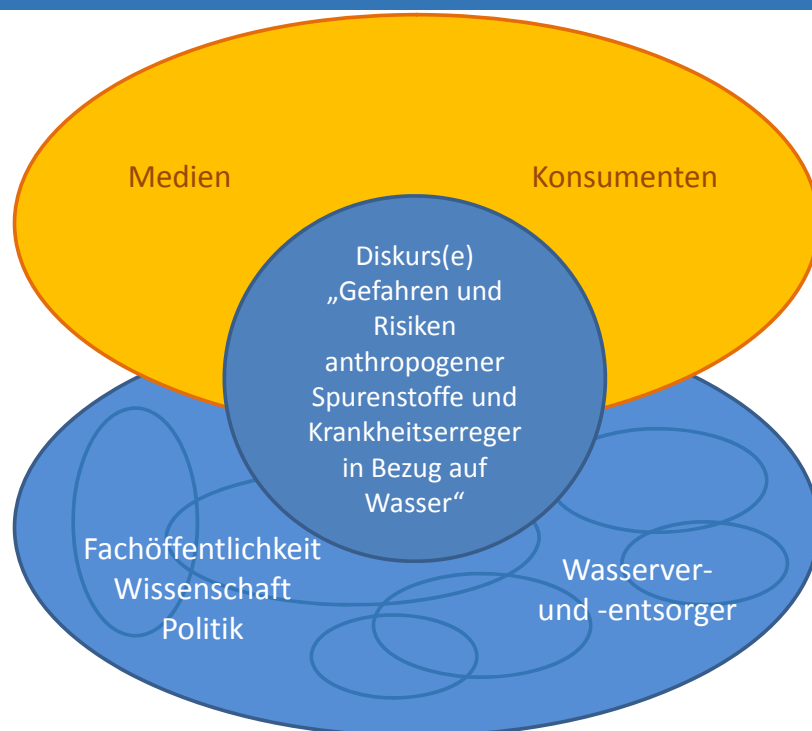 Medien
Konsumenten
Diskurs(e)
„Gefahren und
Risiken
anthropogener
Spurenstoffe und
Krankheitserreger
in Bezug auf
Wasser“
Fachöffentlichkeit
Wissenschaft
Politik
Wasserver-
und -entsorger